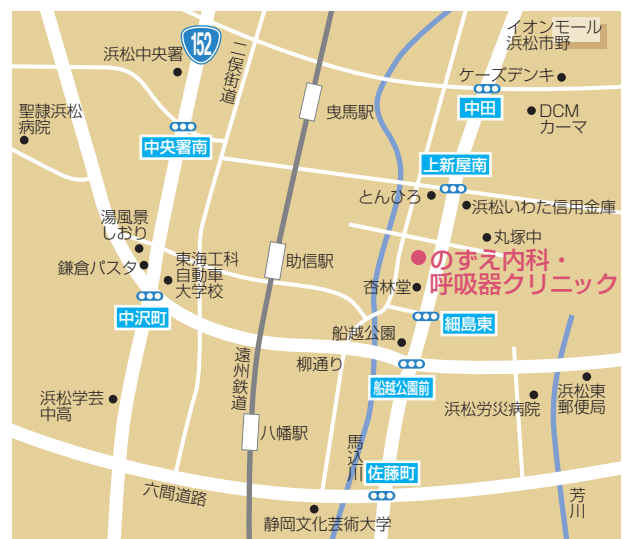 152
イオンモール
浜松市野
浜松中央署
二俣街道
ケーズデンキ
曳馬駅
中田
DCM
カーマ
聖隷浜松
病院
中央署南
上新屋南
とんひろ
浜松いわた信用金庫
湯風景
しおり
丸塚中
鎌倉パスタ
東海工科
自動車
大学校
助信駅
のずえ内科・
呼吸器クリニック
杏林堂
中沢町
細島東
船越公園
柳通り
遠州鉄道
船越公園前
浜松学芸
中高
浜松労災病院
浜松東
郵便局
八幡駅
馬込川
佐藤町
六間道路
芳川
静岡文化芸術大学